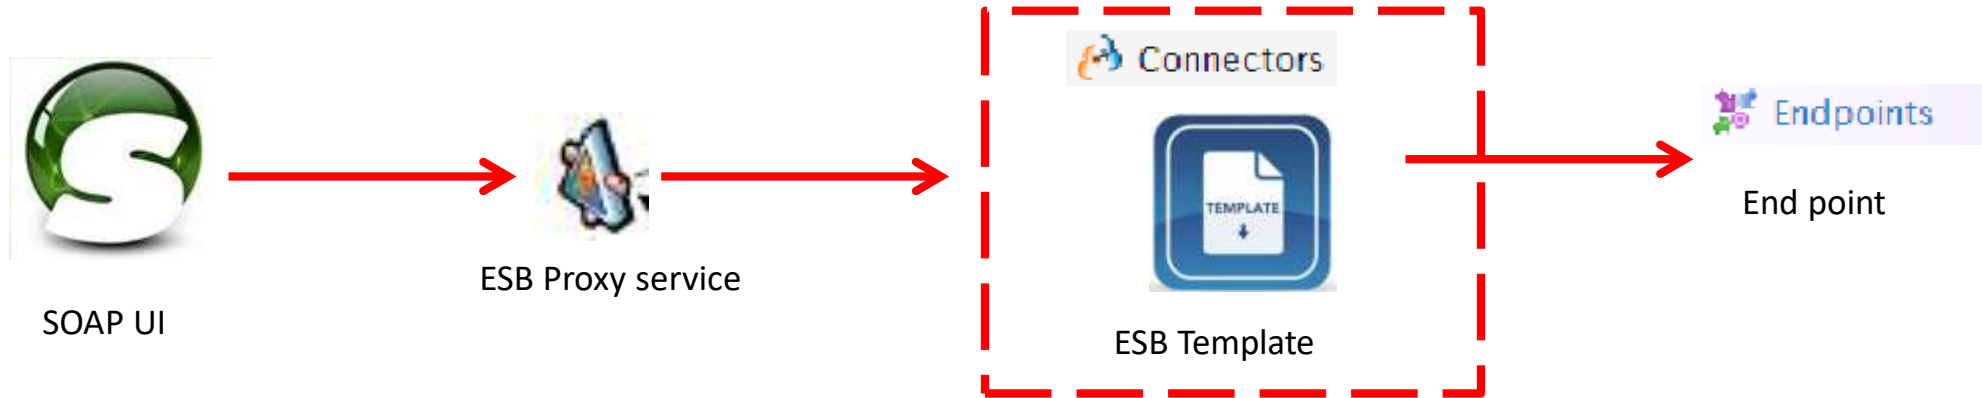 SOAP UI
ESB Proxy service
Connectors
TEMPLATE
ESB Template
Endpoints
End point